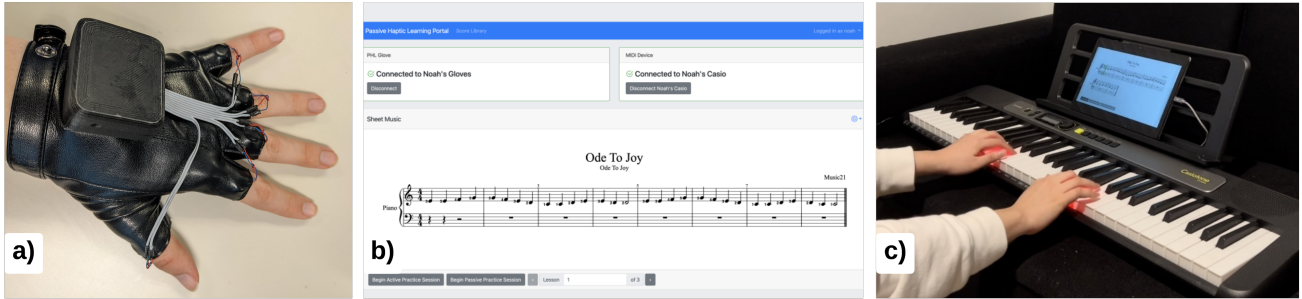 a)
Passive Haptic Learning Portal Score Library Logged in as noah
PHL Glove
Connected to Noah's Gloves
Disconnect
MIDI Device
Connected to Noah's Casio
Disconnect Noah's Casio
Sheet Music
Ode To Joy
Ode To Joy
Music21
Piano
Begin Active Practice Session Begin Passive Practice Session - Lesson 1 of 3
b)
Casiotone
c)